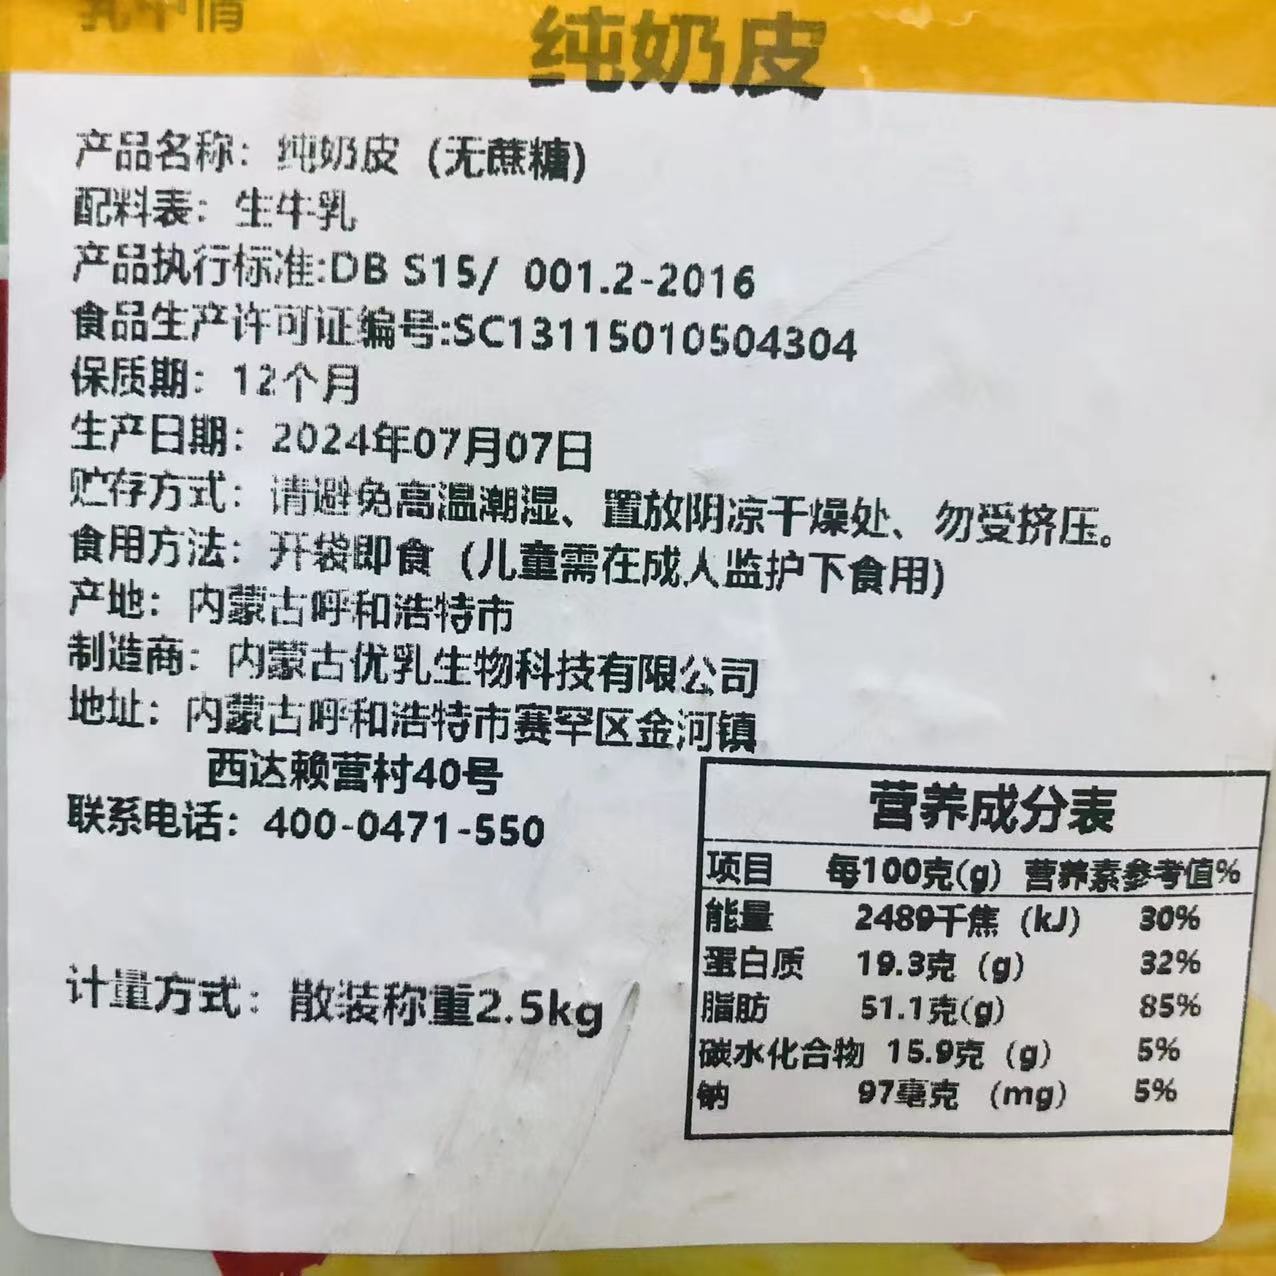 乳中情
纯奶皮
产品名称：纯奶皮（无蔗糖）
配料表：生牛乳
产品执行标准:DB S15/ 001.2-2016
食品生产许可证编号:SC13115010504304
保质期：12个月
生产日期：2024年07月07日
贮存方式：请避免高温潮湿、置放阴凉干燥处、勿受挤压。
食用方法：开袋即食（儿童需在成人监护下食用）
产地：内蒙古呼和浩特市
制造商：内蒙古优乳生物科技有限公司
地址：内蒙古呼和浩特市赛罕区金河镇
西达赖营村40号
联系电话：400-0471-550
计量方式：散装称重2.5kg
营养成分表
项目 每100克(g) 营养素参考值%
能量 2489千焦（kJ） 30%
蛋白质 19.3克（g） 32%
脂肪 51.1克(g) 85%
碳水化合物 15.9克（g） 5%
钠 97毫克（mg） 5%